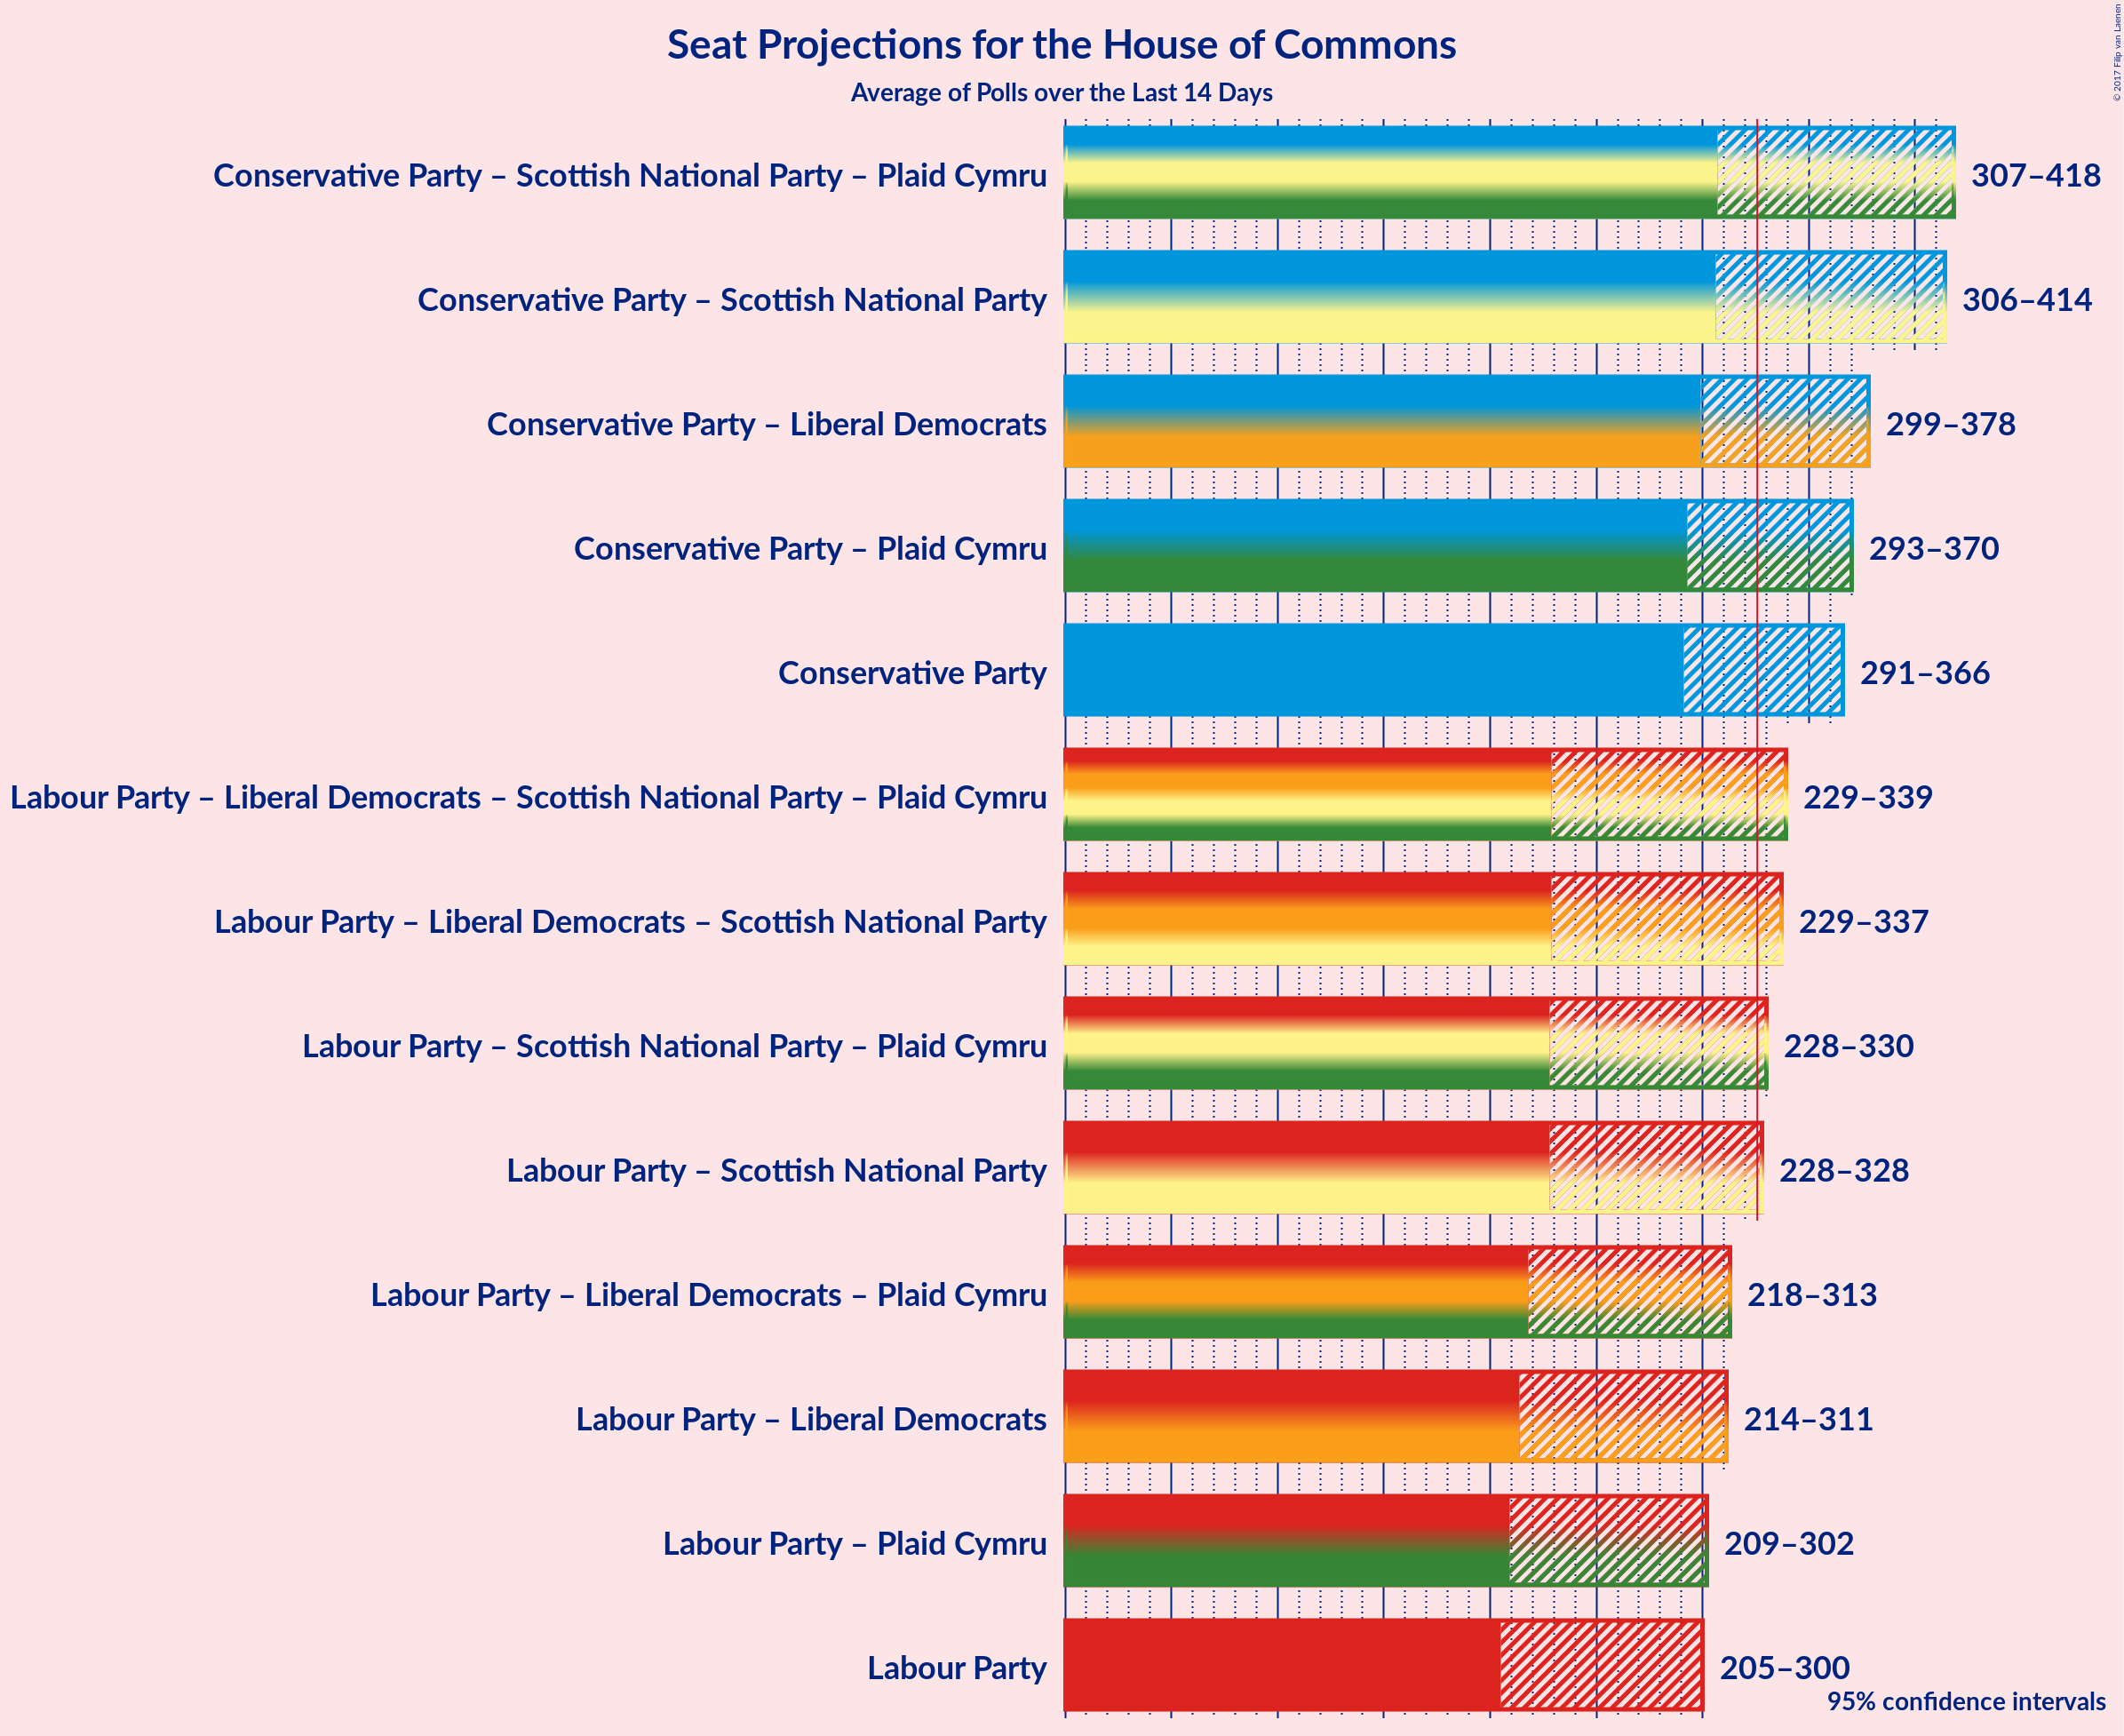 Seat Projections for the House of Commons
Average of Polls over the Last 14 Days
© 2017 Filip van Laenen
Conservative Party – Scottish National Party – Plaid Cymru 307–418
Conservative Party – Scottish National Party 306–414
Conservative Party – Liberal Democrats 299–378
Conservative Party – Plaid Cymru 293–370
Conservative Party 291–366
Labour Party – Liberal Democrats – Scottish National Party – Plaid Cymru 229–339
Labour Party – Liberal Democrats – Scottish National Party 229–337
Labour Party – Scottish National Party – Plaid Cymru 228–330
Labour Party – Scottish National Party 228–328
Labour Party – Liberal Democrats – Plaid Cymru 218–313
Labour Party – Liberal Democrats 214–311
Labour Party – Plaid Cymru 209–302
Labour Party 205–300
95% confidence intervals